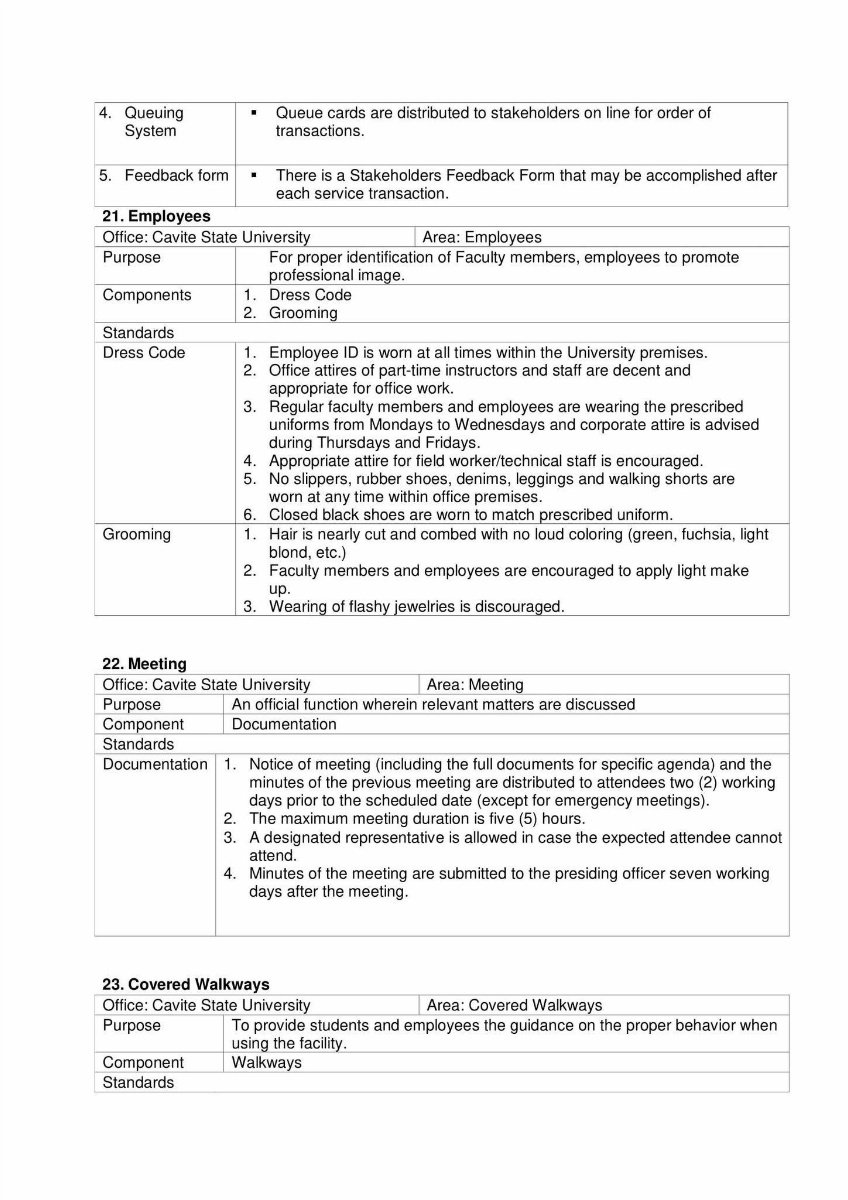 4. Queuing System
▪ Queue cards are distributed to stakeholders on line for order of
transactions.
5. Feedback form
▪ There is a Stakeholders Feedback Form that may be accomplished after
each service transaction.
21. Employees
Office: Cavite State University Area: Employees
Purpose For proper identification of Faculty members, employees to promote
professional image.
Components 1. Dress Code
2. Grooming
Standards
Dress Code 1. Employee ID is worn at all times within the University premises.
2. Office attires of part-time instructors and staff are decent and
appropriate for office work.
3. Regular faculty members and employees are wearing the prescribed
uniforms from Mondays to Wednesdays and corporate attire is advised
during Thursdays and Fridays.
4. Appropriate attire for field worker/technical staff is encouraged.
5. No slippers, rubber shoes, denims, leggings and walking shorts are
worn at any time within office premises.
6. Closed black shoes are worn to match prescribed uniform.
Grooming 1. Hair is nearly cut and combed with no loud coloring (green, fuchsia, light
blond, etc.)
2. Faculty members and employees are encouraged to apply light make
up.
3. Wearing of flashy jewelries is discouraged.
22. Meeting
Office: Cavite State University Area: Meeting
Purpose An official function wherein relevant matters are discussed
Component Documentation
Standards
Documentation 1. Notice of meeting (including the full documents for specific agenda) and the
minutes of the previous meeting are distributed to attendees two (2) working
days prior to the scheduled date (except for emergency meetings).
2. The maximum meeting duration is five (5) hours.
3. A designated representative is allowed in case the expected attendee cannot
attend.
4. Minutes of the meeting are submitted to the presiding officer seven working
days after the meeting.
23. Covered Walkways
Office: Cavite State University Area: Covered Walkways
Purpose To provide students and employees the guidance on the proper behavior when
using the facility.
Component Walkways
Standards